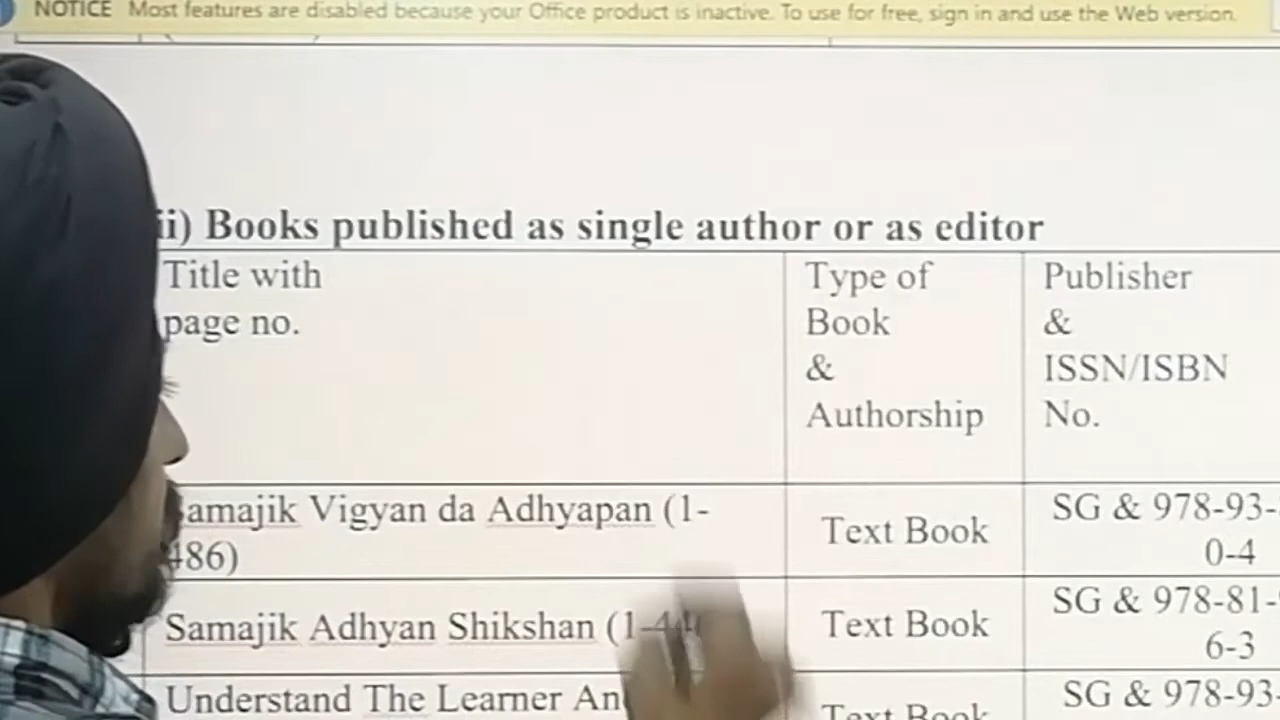 NOTICE Most features are disabled because your Office product is inactive. To use for free, sign in and use the Web version.
ii) Books published as single author or as editor
Title with
page no.
Type of
Book
&
Authorship
Publisher
&
ISSN/ISBN
No.
Samajik Vigyan da Adhyapan (1-
486)
Text Book
SG & 978-93-
0-4
Samajik Adhyan Shikshan (1-
Text Book
SG & 978-81-
6-3
Understand The Learner
Text Book
SG & 978-93-